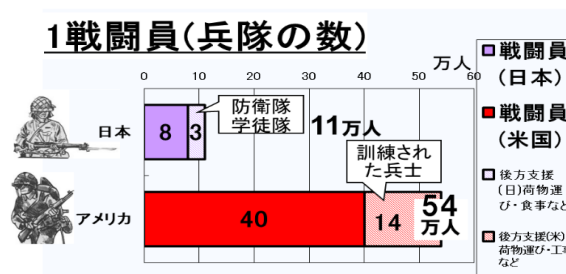 1戦闘員(兵隊の数)
万人
0 10 20 30 40 50 60
日本
8
3
防衛隊
学徒隊
11万人
アメリカ
40
14
訓練され
た兵士
54
万人
戦闘員
(日本)
戦闘員
(米国)
後方支援
(日)荷物運
び・食事など
後方支援(米)
荷物運び・工事
など